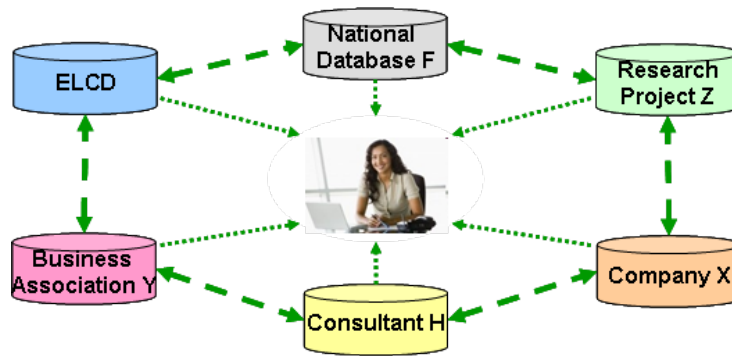 National
Database F
ELCD
Research
Project Z
Business
Association Y
Company X
Consultant H